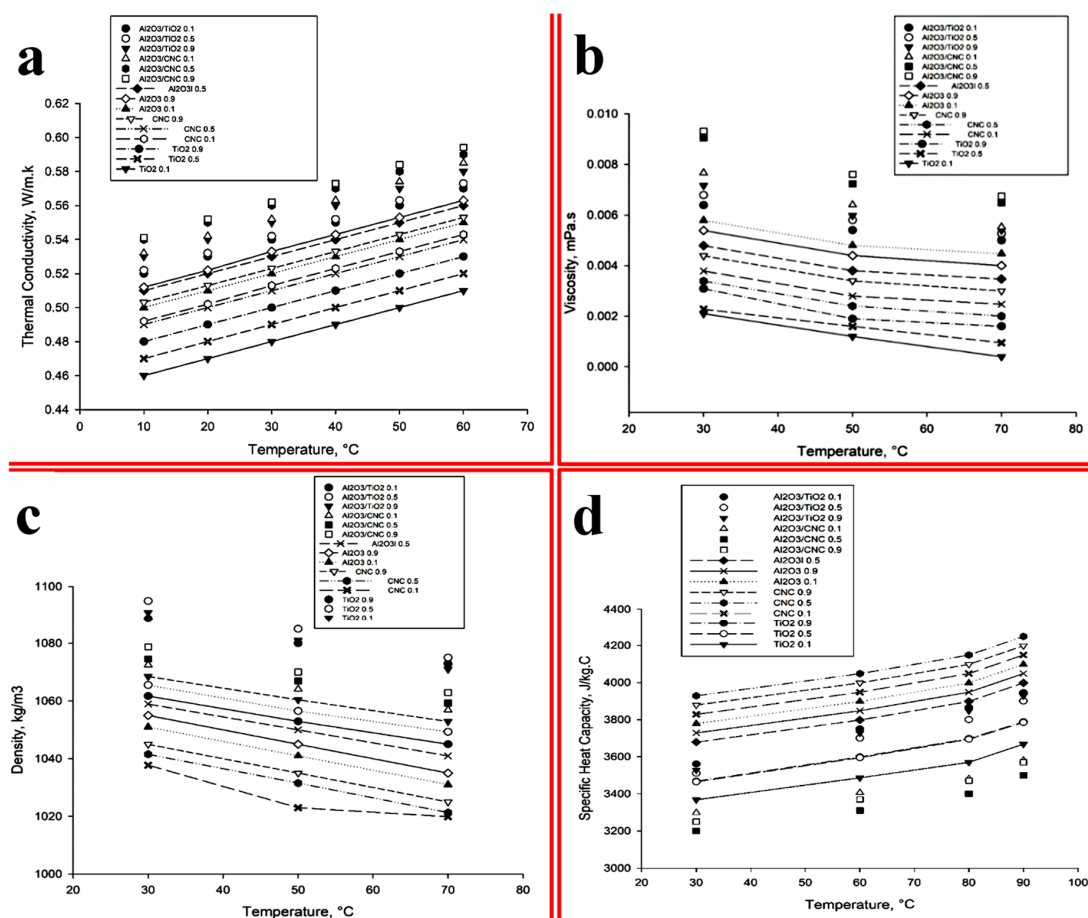 a
Al2O3/TiO2 0.1
Al2O3/TiO2 0.5
Al2O3/TiO2 0.9
Al2O3/CNC 0.1
Al2O3/CNC 0.5
Al2O3/CNC 0.9
Al2O3l 0.5
Al2O3 0.9
Al2O3 0.1
CNC 0.9
CNC 0.5
CNC 0.1
TiO2 0.9
TiO2 0.5
TiO2 0.1
Thermal Conductivity, W/m.k
0.62
0.60
0.58
0.56
0.54
0.52
0.50
0.48
0.46
0.44
0 10 20 30 40 50 60 70
Temperature, °C
b
Al2O3/TiO2 0.1
Al2O3/TiO2 0.5
Al2O3/TiO2 0.9
Al2O3/CNC 0.1
Al2O3/CNC 0.5
Al2O3/CNC 0.9
Al2O3l 0.5
Al2O3 0.9
Al2O3 0.1
CNC 0.9
CNC 0.5
CNC 0.1
TiO2 0.9
TiO2 0.5
TiO2 0.1
Viscosity, mPa.s
0.010
0.008
0.006
0.004
0.002
0.000
20 30 40 50 60 70 80
Temperature, °C
c
Al2O3/TiO2 0.1
Al2O3/TiO2 0.5
Al2O3/TiO2 0.9
Al2O3/CNC 0.1
Al2O3/CNC 0.5
Al2O3/CNC 0.9
Al2O3l 0.5
Al2O3 0.9
Al2O3 0.1
CNC 0.9
CNC 0.5
CNC 0.1
TiO2 0.9
TiO2 0.5
TiO2 0.1
Density, kg/m3
1100
1080
1060
1040
1020
1000
20 30 40 50 60 70 80
Temperature, °C
d
Al2O3/TiO2 0.1
Al2O3/TiO2 0.5
Al2O3/TiO2 0.9
Al2O3/CNC 0.1
Al2O3/CNC 0.5
Al2O3/CNC 0.9
Al2O3l 0.5
Al2O3 0.9
Al2O3 0.1
CNC 0.9
CNC 0.5
CNC 0.1
TiO2 0.9
TiO2 0.5
TiO2 0.1
Specific Heat Capacity, J/kg.C
4400
4200
4000
3800
3600
3400
3200
3000
20 30 40 50 60 70 80 90 100
Temperature, °C